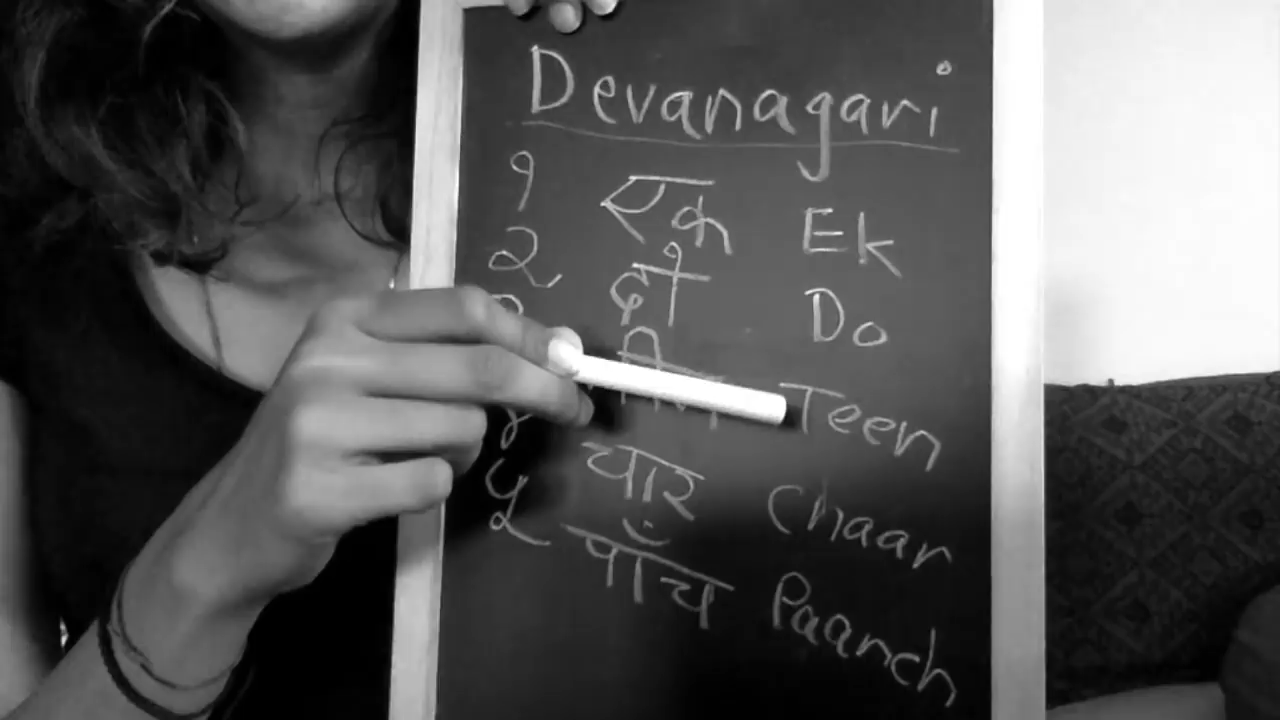 Devanagari
१ एक Ek
२ दो Do
Teen
चार Chaar
५ पाँच Paanch